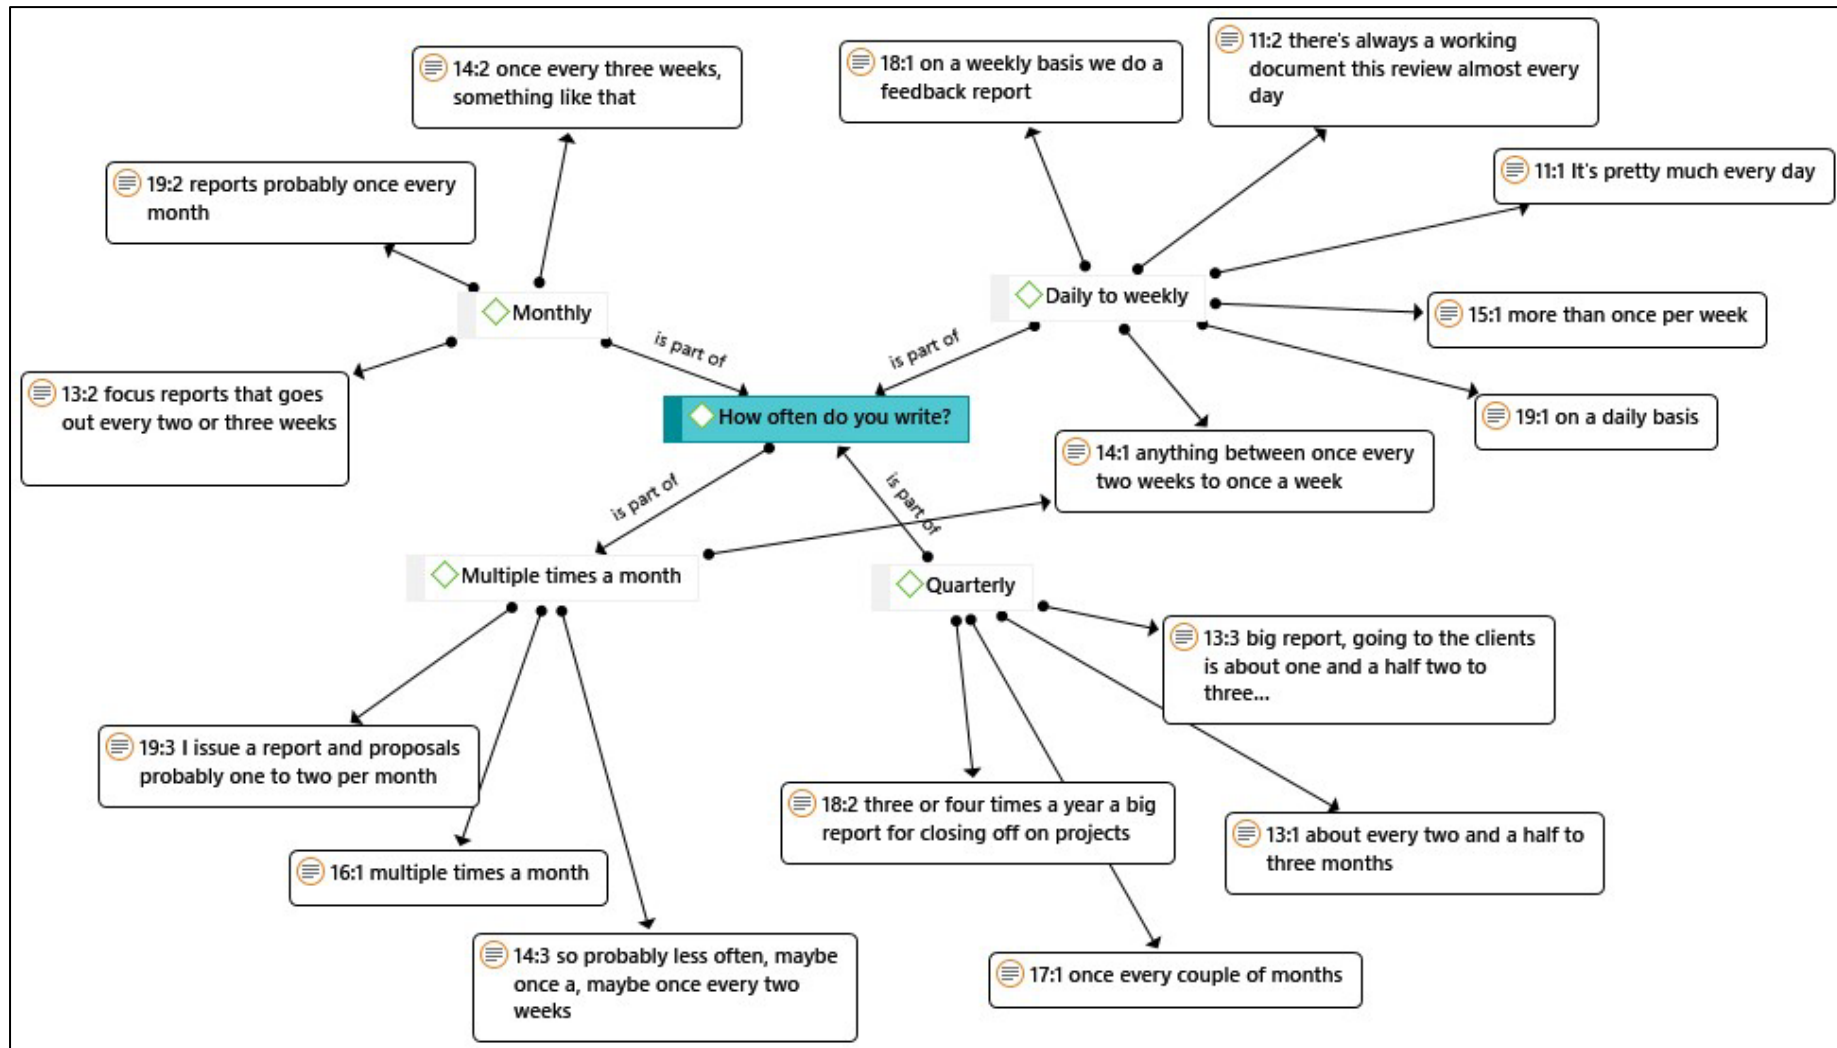 11:2 there's always a working
document this review almost every
day
18:1 on a weekly basis we do a
feedback report
14:2 once every three weeks,
something like that
11:1 It's pretty much every day
19:2 reports probably once every
month
Daily to weekly
Monthly
15:1 more than once per week
is part of
is part of
13:2 focus reports that goes
out every two or three weeks
How often do you write?
19:1 on a daily basis
14:1 anything between once every
two weeks to once a week
is part of
is part of
Multiple times a month
Quarterly
13:3 big report, going to the clients
is about one and a half two to
three...
19:3 I issue a report and proposals
probably one to two per month
18:2 three or four times a year a big
report for closing off on projects
13:1 about every two and a half to
three months
16:1 multiple times a month
14:3 so probably less often, maybe
once a, maybe once every two
weeks
17:1 once every couple of months